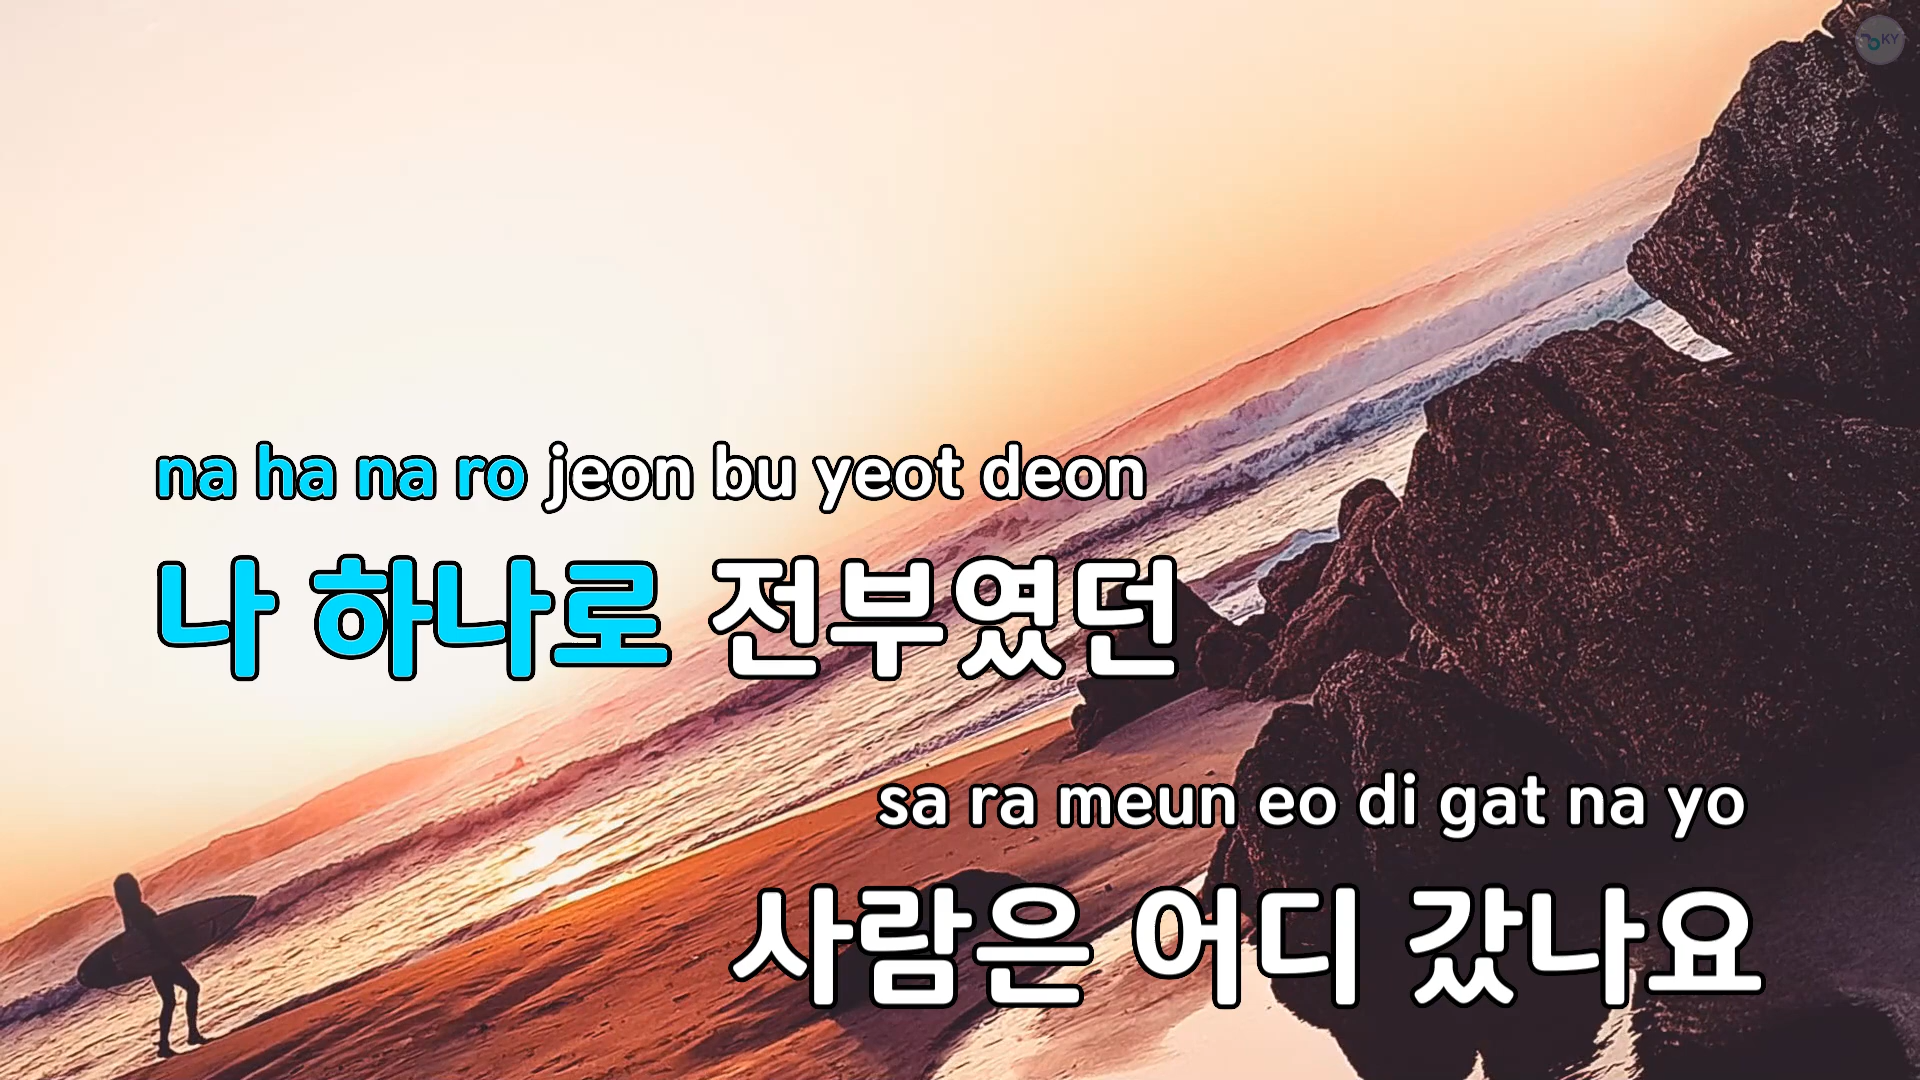 KY
na ha na ro jeon bu yeot deon
나 하나로 전부였던
sa ra meun eo di gat na yo
사람은 어디 갔나요